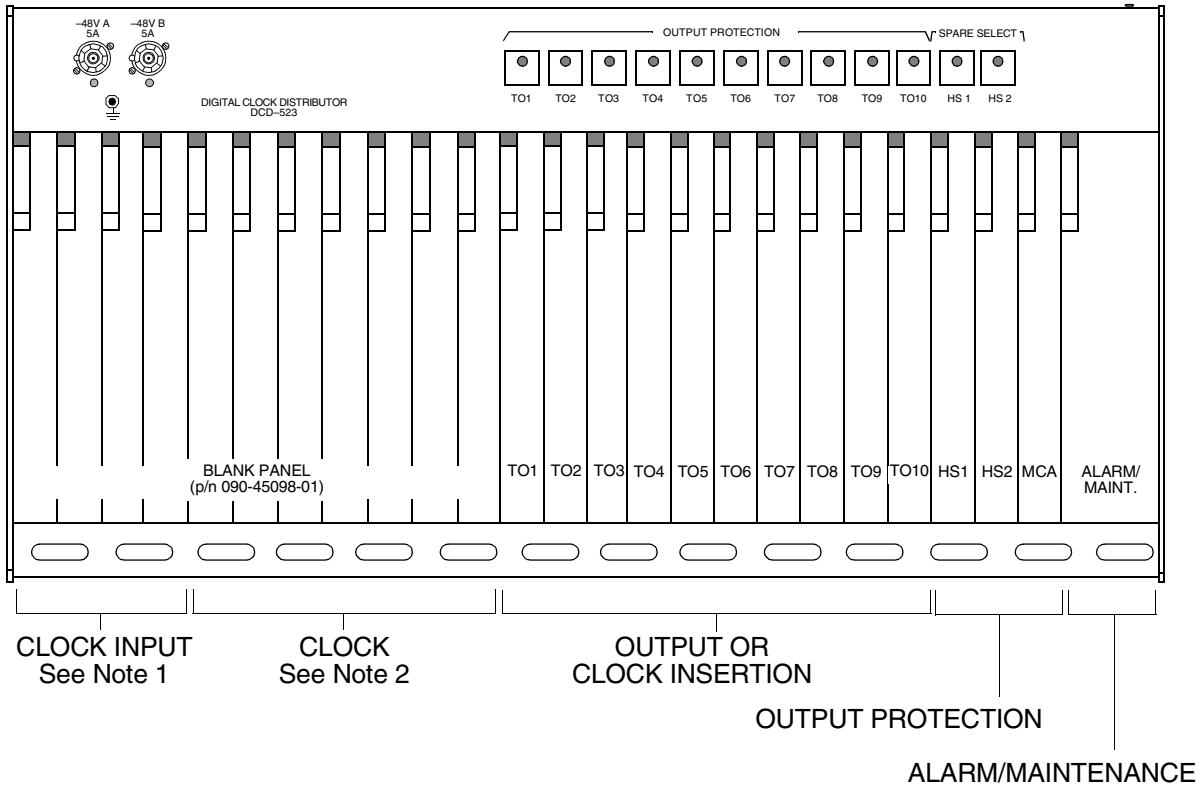 –48V A –48V B
5A 5A
OUTPUT PROTECTION SPARE SELECT
TO1 TO2 TO3 TO4 TO5 TO6 TO7 TO8 TO9 TO10 HS 1 HS 2
DIGITAL CLOCK DISTRIBUTOR
DCD–523
BLANK PANEL
(p/n 090-45098-01)
TO1 TO2 TO3 TO4 TO5 TO6 TO7 TO8 TO9 TO10 HS1 HS2 MCA ALARM/
MAINT.
CLOCK INPUT
See Note 1
CLOCK
See Note 2
OUTPUT OR
CLOCK INSERTION
OUTPUT PROTECTION
ALARM/MAINTENANCE